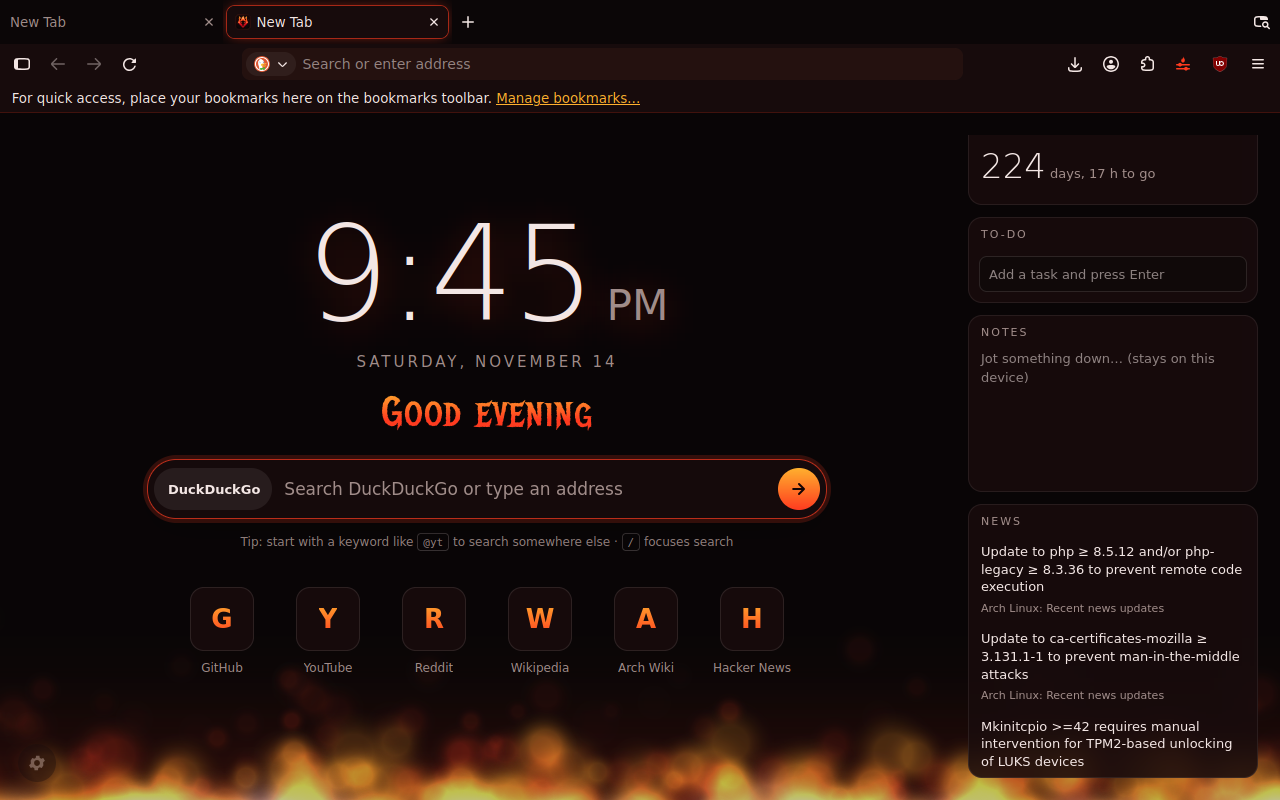 New Tab
New Tab
Search or enter address
For quick access, place your bookmarks here on the bookmarks toolbar. Manage bookmarks...
9:45 PM
SATURDAY, NOVEMBER 14
Good evening
DuckDuckGo
Search DuckDuckGo or type an address
Tip: start with a keyword like @yt to search somewhere else · / focuses search
G
Y
R
W
A
H
GitHub
YouTube
Reddit
Wikipedia
Arch Wiki
Hacker News
224 days, 17 h to go
TO-DO
Add a task and press Enter
NOTES
Jot something down... (stays on this
device)
NEWS
Update to php ≥ 8.5.12 and/or php-
legacy ≥ 8.3.36 to prevent remote code
execution
Arch Linux: Recent news updates
Update to ca-certificates-mozilla ≥
3.131.1-1 to prevent man-in-the-middle
attacks
Arch Linux: Recent news updates
Mkinitcpio >=42 requires manual
intervention for TPM2-based unlocking
of LUKS devices